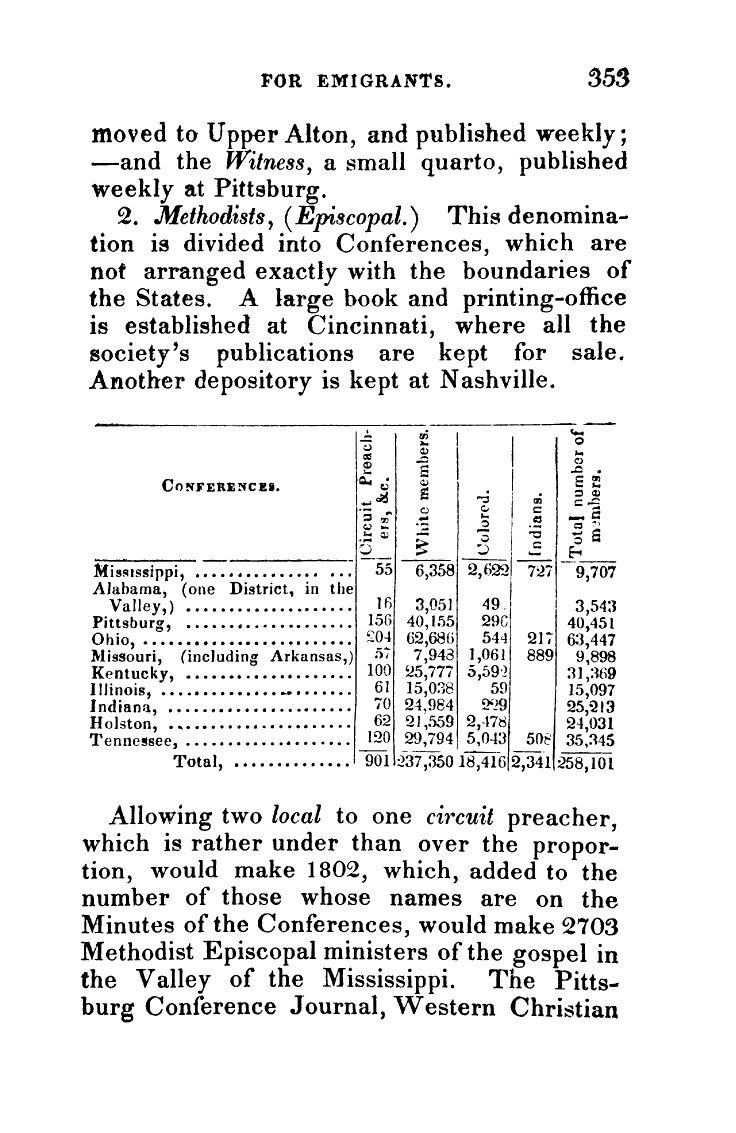 FOR EMIGRANTS. 353
moved to Upper Alton, and published weekly;
—and the Witness, a small quarto, published
weekly at Pittsburg.
2. Methodists, (Episcopal.) This denomina-
tion is divided into Conferences, which are
not arranged exactly with the boundaries of
the States. A large book and printing-office
is established at Cincinnati, where all the
society's publications are kept for sale.
Another depository is kept at Nashville.
CONFERENCES. Circuit Preach-ers, &c. White members. Colored. Indians. Total number of members.
Mississippi, .................. 55 6,358 2,622 727 9,707
Alabama, (one District, in the
Valley,) .................... 16 3,051 49 3,543
Pittsburg, .................... 156 40,155 296 40,451
Ohio, ......................... 204 62,686 544 217 63,447
Missouri, (including Arkansas,) 57 7,948 1,061 889 9,898
Kentucky, .................... 100 25,777 5,592 31,369
Illinois, ....................... 61 15,038 59 15,097
Indiana, ...................... 70 24,984 229 25,213
Holston, ...................... 62 21,559 2,478 24,031
Tennessee, .................... 120 29,794 5,043 508 35,345
Total, .............. 901 237,350 18,416 2,341 258,101
Allowing two local to one circuit preacher,
which is rather under than over the propor-
tion, would make 1802, which, added to the
number of those whose names are on the
Minutes of the Conferences, would make 2703
Methodist Episcopal ministers of the gospel in
the Valley of the Mississippi. The Pitts-
burg Conference Journal, Western Christian